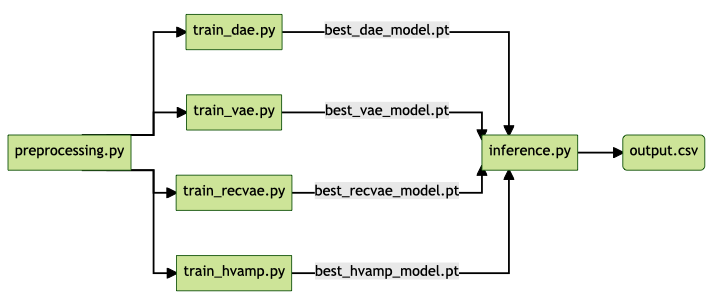 train_dae.py
best_dae_model.pt
train_vae.py
best_vae_model.pt
preprocessing.py
inference.py
output.csv
train_recvae.py
best_recvae_model.pt
train_hvamp.py
best_hvamp_model.pt